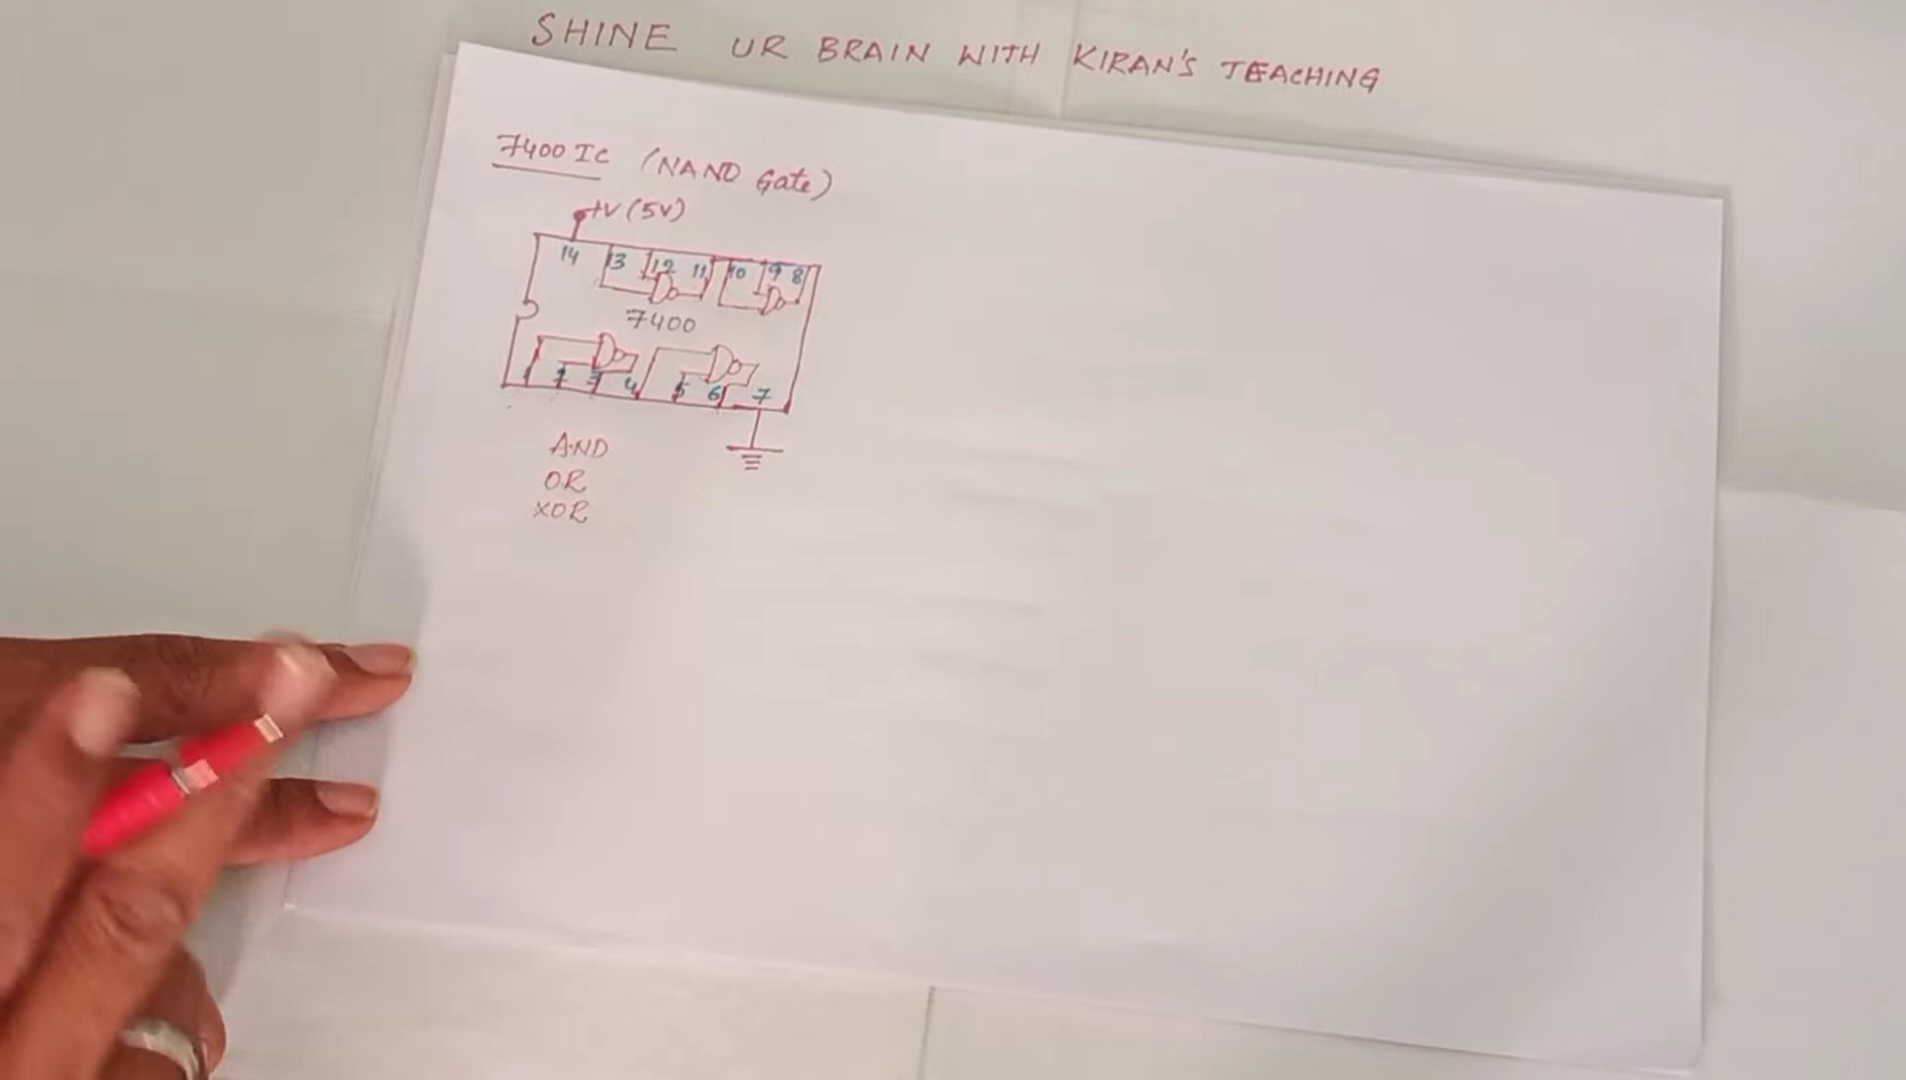 SHINE UR BRAIN WITH KIRAN'S TEACHING
7400 IC (NAND Gate)
+V (5V)
14 13 12 11 10 9 8
7400
1 2 3 4 5 6 7
AND
OR
XOR